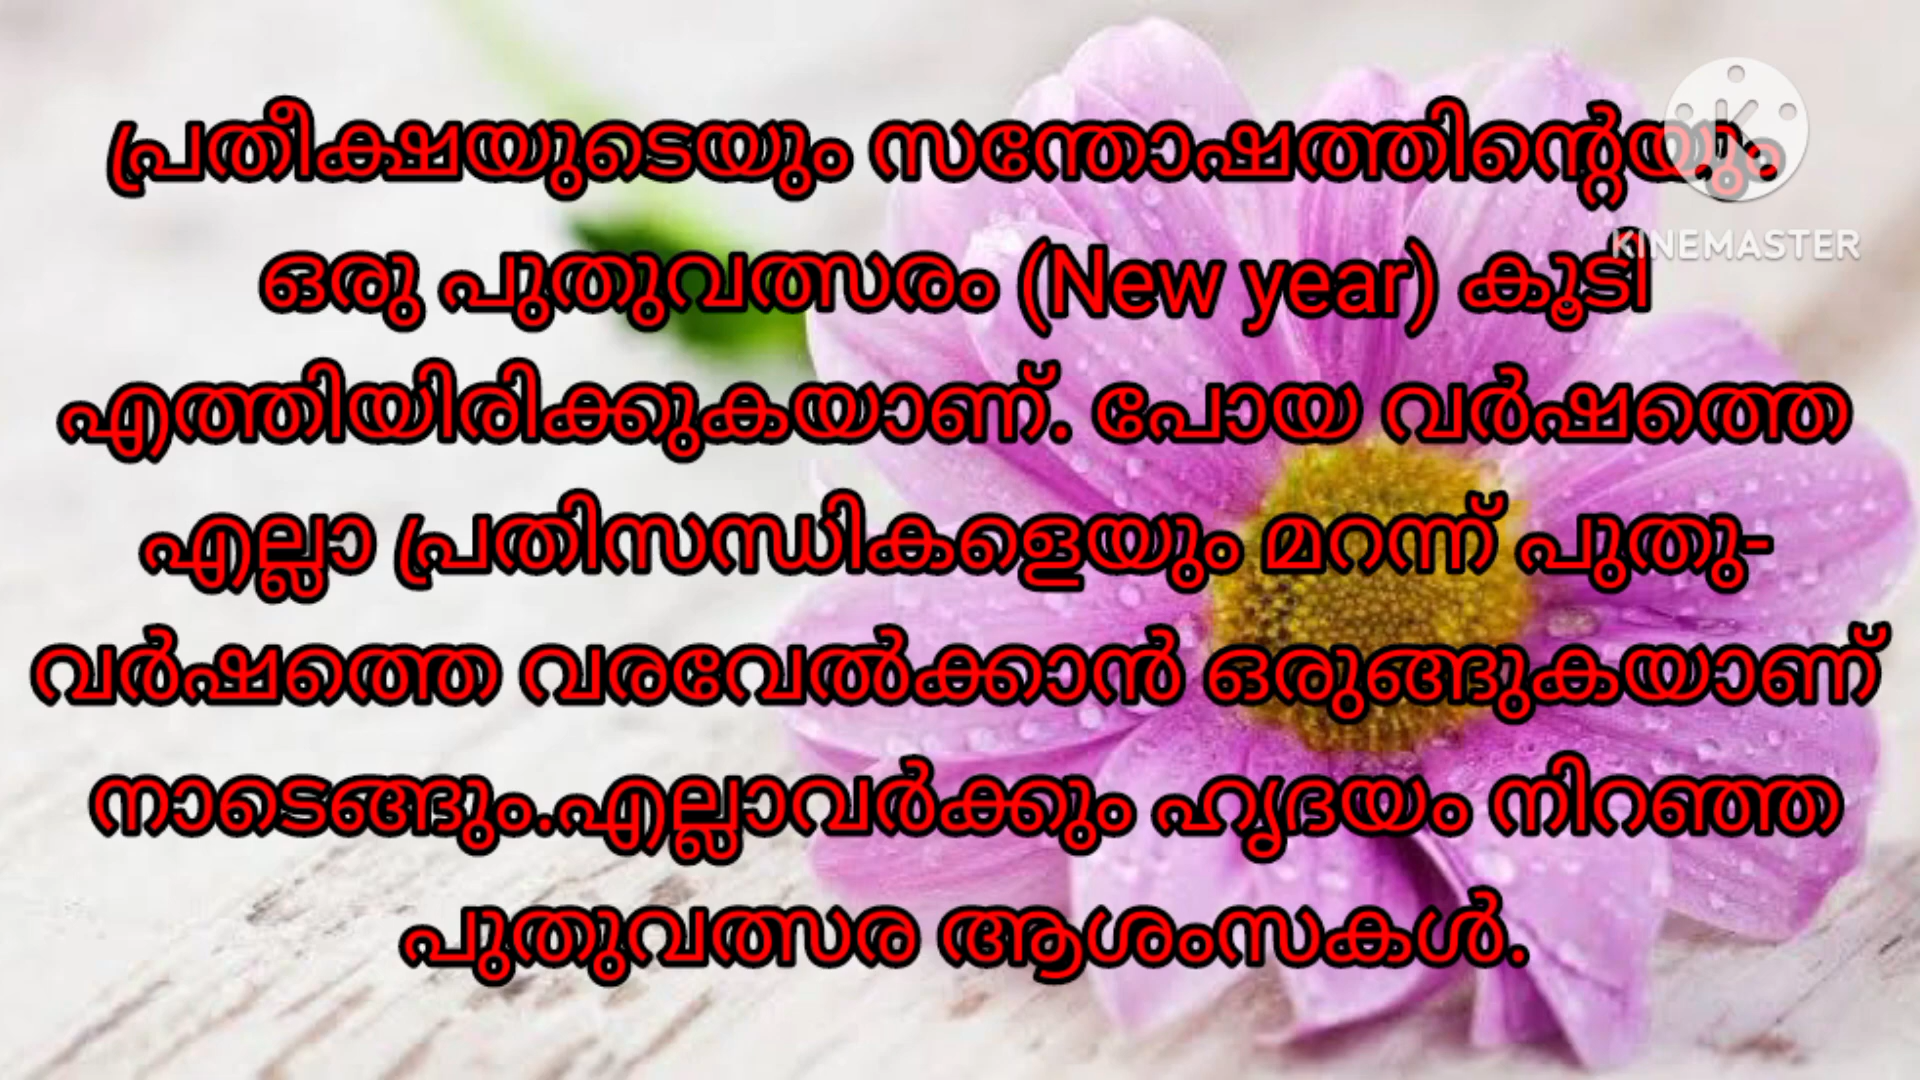 പ്രതീക്ഷയുടെയും സന്തോഷത്തിന്റെയും
ഒരു പുതുവത്സരം (New year) കൂടി
എത്തിയിരിക്കുകയാണ്. പോയ വർഷത്തെ
എല്ലാ പ്രതിസന്ധികളെയും മറന്ന് പുതു-
വർഷത്തെ വരവേൽക്കാൻ ഒരുങ്ങുകയാണ്
നാടെങ്ങും.എല്ലാവർക്കും ഹൃദയം നിറഞ്ഞ
പുതുവത്സര ആശംസകൾ.
K
KINEMASTER